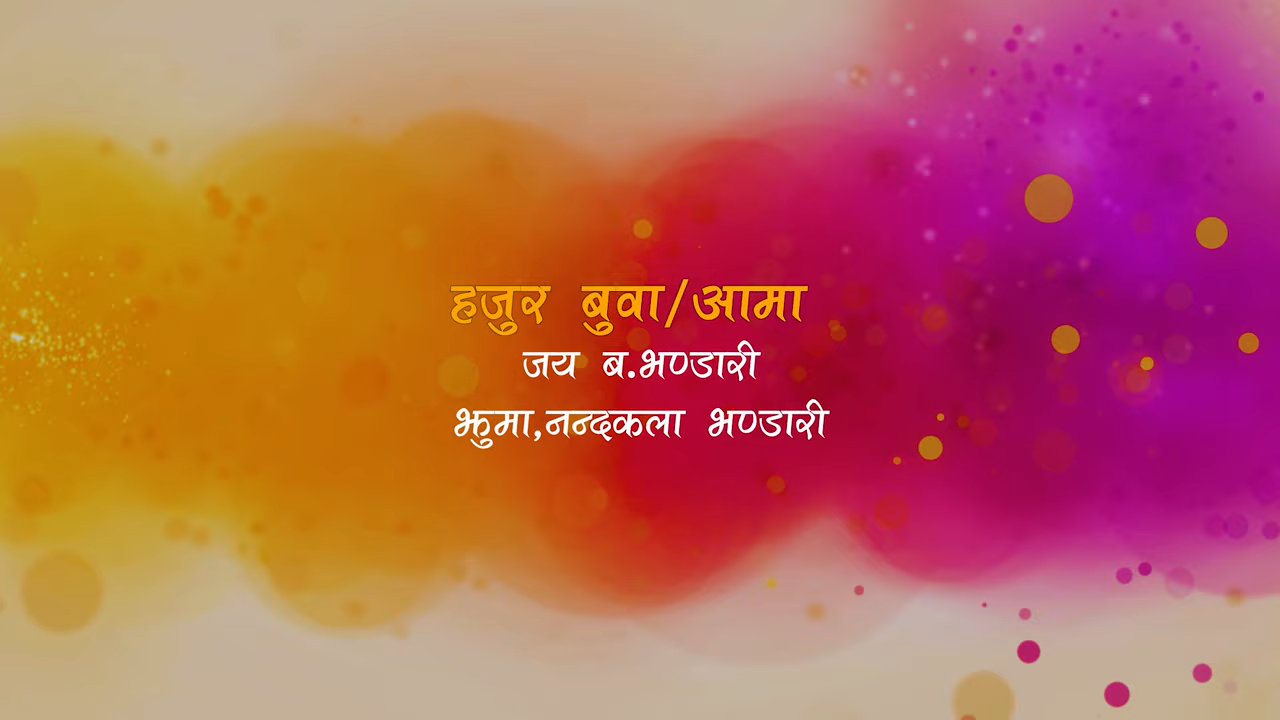 हजुर बुवा/आमा
जय ब.भण्डारी
झुमा,नन्दकला भण्डारी